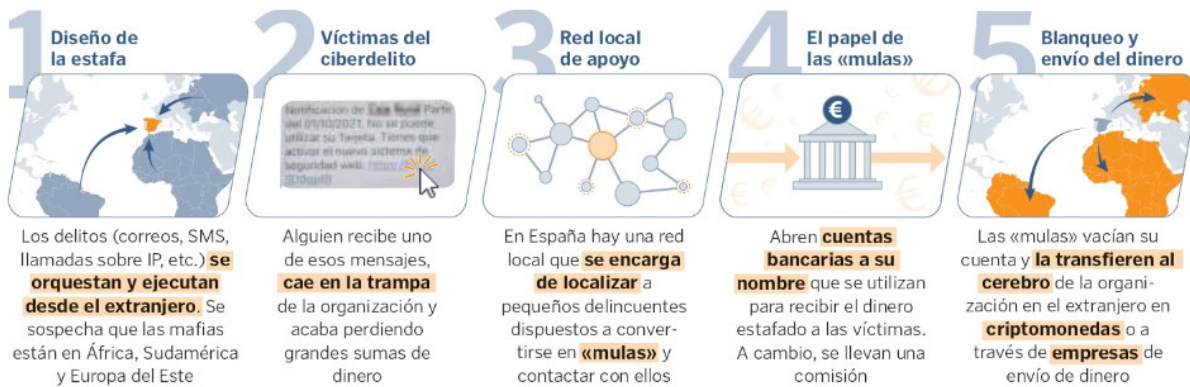 1
Diseño de
la estafa
Los delitos (correos, SMS,
llamadas sobre IP, etc.) se
orquestan y ejecutan
desde el extranjero. Se
sospecha que las mafias
están en África, Sudamérica
y Europa del Este
2
Víctimas del
ciberdelito
Notificación de Parte
del 01/10/2021. No se puede
utilizar su Tarjeta. Tienes que
activar el nuevo sistema de
seguridad web:
Alguien recibe uno
de esos mensajes,
cae en la trampa
de la organización y
acaba perdiendo
grandes sumas de
dinero
3
Red local
de apoyo
En España hay una red
local que se encarga
de localizar a
pequeños delincuentes
dispuestos a conver-
tirse en «mulas» y
contactar con ellos
4
El papel de
las «mulas»
€
Abren cuentas
bancarias a su
nombre que se utilizan
para recibir el dinero
estafado a las víctimas.
A cambio, se llevan una
comisión
5
Blanqueo y
envío del dinero
Las «mulas» vacían su
cuenta y la transfieren al
cerebro de la organi-
zación en el extranjero en
criptomonedas o a
través de empresas de
envío de dinero